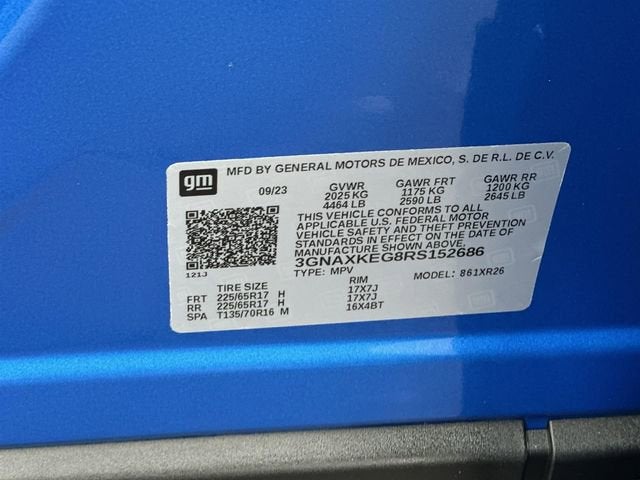 gm
MFD BY GENERAL MOTORS DE MEXICO, S. DE R.L. DE C.V.
09/23 GVWR GAWR FRT GAWR RR
2025 KG 1175 KG 1200 KG
4464 LB 2590 LB 2645 LB
THIS VEHICLE CONFORMS TO ALL
APPLICABLE U.S. FEDERAL MOTOR
VEHICLE SAFETY AND THEFT PREVENTION
STANDARDS IN EFFECT ON THE DATE OF
MANUFACTURE SHOWN ABOVE.
3GNAXKEG8RS152686
121J
TYPE: MPV MODEL: 861XR26
TIRE SIZE RIM
FRT 225/65R17 H 17X7J
RR 225/65R17 H 17X7J
SPA T135/70R16 M 16X4BT